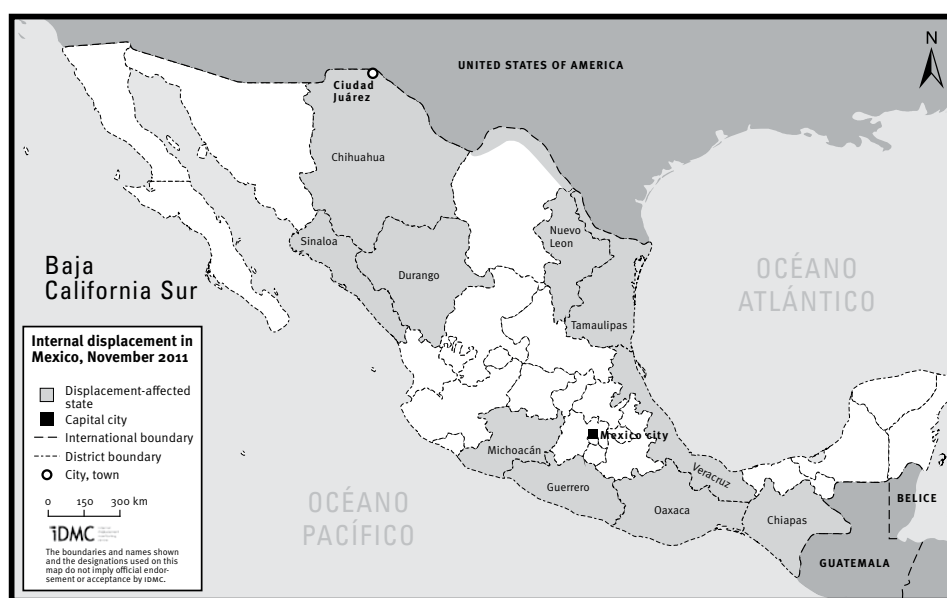 N
UNITED STATES OF AMERICA
Ciudad
Juárez
Chihuahua
Sinaloa
Nuevo
Leon
Durango
Baja
California Sur
OCÉANO
ATLÁNTICO
Tamaulipas
Internal displacement in
Mexico, November 2011
Displacement-affected
state
Capital city
International boundary
District boundary
City, town
0 150 300 km
iDMC
The boundaries and names shown
and the designations used on this
map do not imply official endor-
sement or acceptance by IDMC.
Mexico city
Michoacán
Veracruz
Guerrero
Oaxaca
Chiapas
OCÉANO
PACÍFICO
BELICE
GUATEMALA